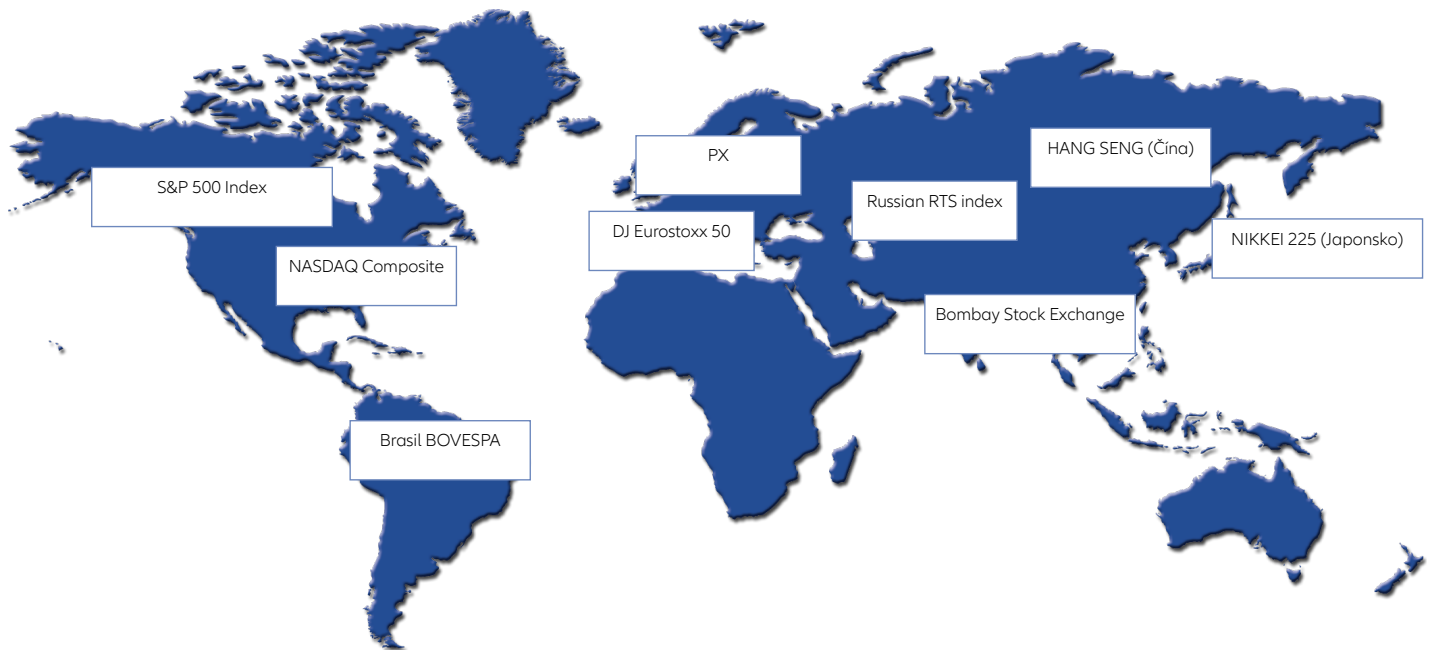 PX
HANG SENG (Čína)
S&P 500 Index
Russian RTS index
DJ Eurostoxx 50
NIKKEI 225 (Japonsko)
NASDAQ Composite
Bombay Stock Exchange
Brasil BOVESPA